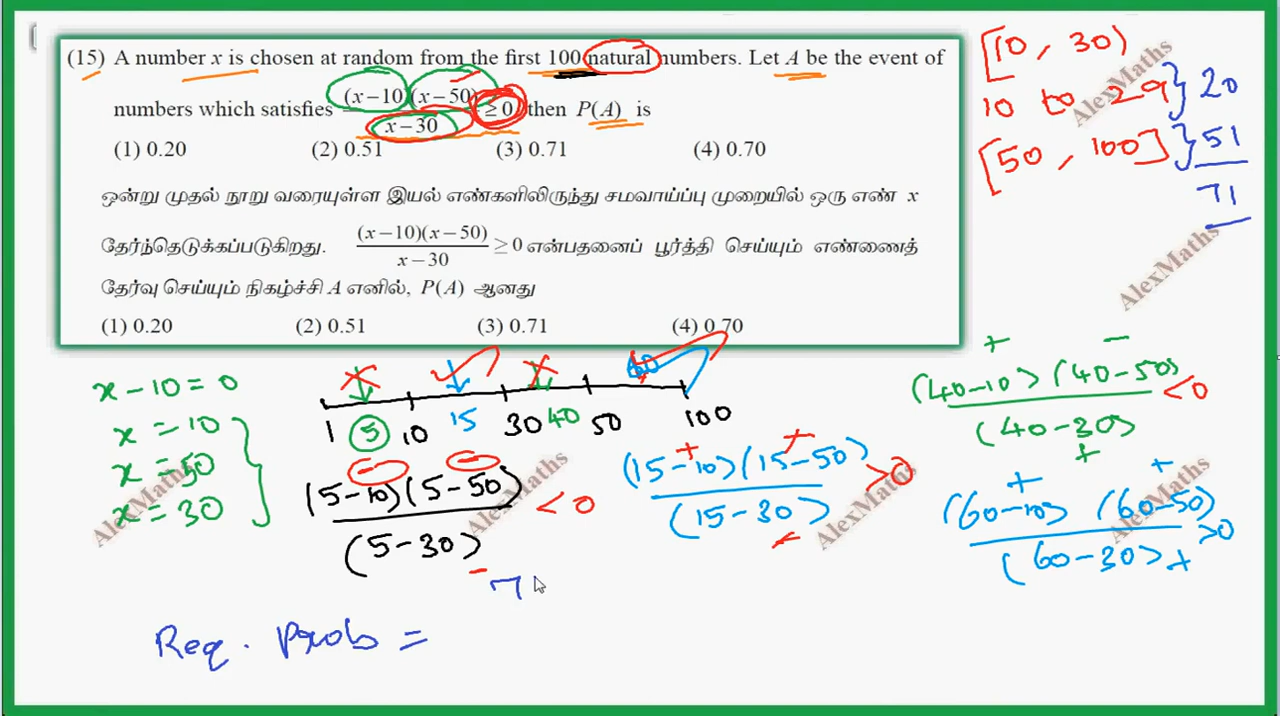 (15) A number x is chosen at random from the first 100 natural numbers. Let A be the event of
numbers which satisfies (x−10)(x−50)/x−30 ≥ 0 then P(A) is
(1) 0.20 (2) 0.51 (3) 0.71 (4) 0.70
ஒன்று முதல் நூறு வரையுள்ள இயல் எண்களிலிருந்து சமவாய்ப்பு முறையில் ஒரு எண் x
தேர்ந்தெடுக்கப்படுகிறது. (x−10)(x−50)/x−30 ≥ 0 என்பதனைப் பூர்த்தி செய்யும் எண்ணைத்
தேர்வு செய்யும் நிகழ்ச்சி A எனில், P(A) ஆனது
(1) 0.20 (2) 0.51 (3) 0.71 (4) 0.70
[10, 30)
10 to 29} 20
[50, 100]} 51
71
AlexMaths
AlexMaths
x − 10 = 0
x = 10
x = 50
x = 30
AlexMaths
60
1 5 10 15 30 40 50 100
(5−10)(5−50)/(5−30) < 0
AlexMaths
(15−10)(15−50)/(15−30) >0
AlexMaths
+ −
(40−10)(40−50)/(40−30) <0
+
+ +
(60−10)(60−50)/(60−30) >0
+
AlexMaths
7
Req. Prob =